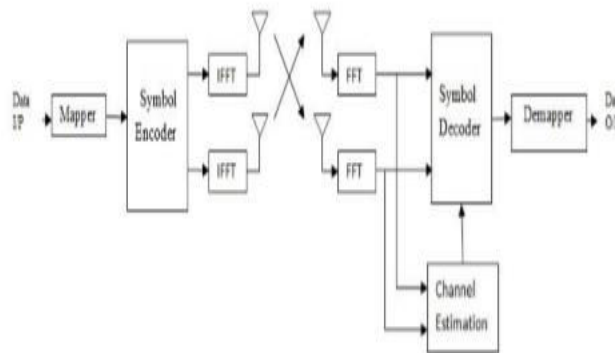 Data
IP
Mapper
Symbol
Encoder
IFFT
IFFT
FFT
FFT
Symbol
Decoder
Demapper
Channel
Estimation